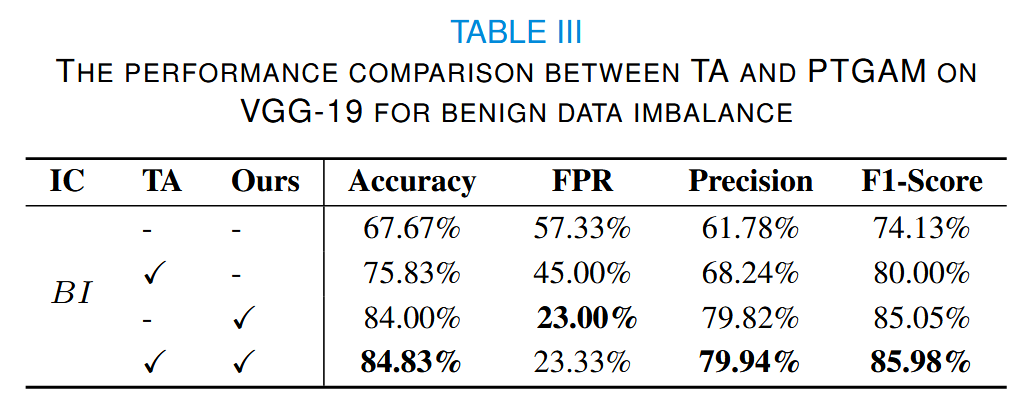 TABLE III
THE PERFORMANCE COMPARISON BETWEEN TA AND PTGAM ON
VGG-19 FOR BENIGN DATA IMBALANCE
IC TA Ours Accuracy FPR Precision F1-Score
- - 67.67% 57.33% 61.78% 74.13%
✓ - 75.83% 45.00% 68.24% 80.00%
BI
- ✓ 84.00% 23.00% 79.82% 85.05%
✓ ✓ 84.83% 23.33% 79.94% 85.98%